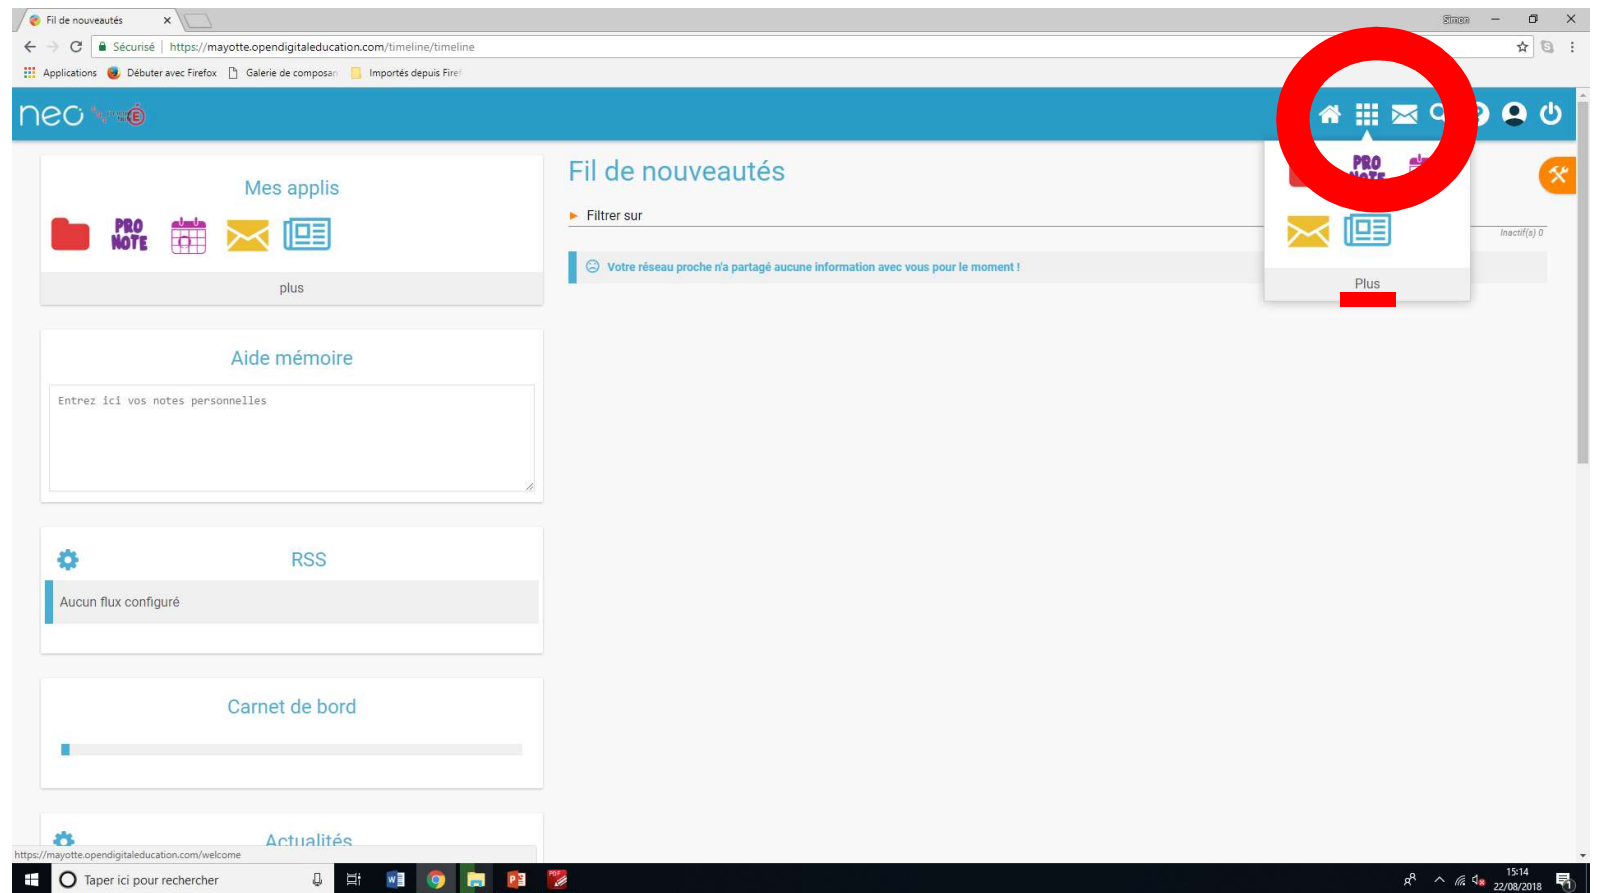 Fil de nouveautés
Simon
Sécurisé | https://mayotte.opendigitaleducation.com/timeline/timeline
Applications Débuter avec Firefox Galerie de composan Importés depuis Firef
neo
Mes applis
PRO
NOTE
plus
Fil de nouveautés
Filtrer sur
Inactif(s) 0
Votre réseau proche n'a partagé aucune information avec vous pour le moment !
PRO
NOTE
Plus
Aide mémoire
Entrez ici vos notes personnelles
RSS
Aucun flux configuré
Carnet de bord
Actualités
https://mayotte.opendigitaleducation.com/welcome
Taper ici pour rechercher
15:14
22/08/2018